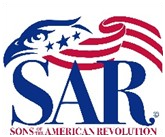 SAR®
SONS OF THE AMERICAN REVOLUTION